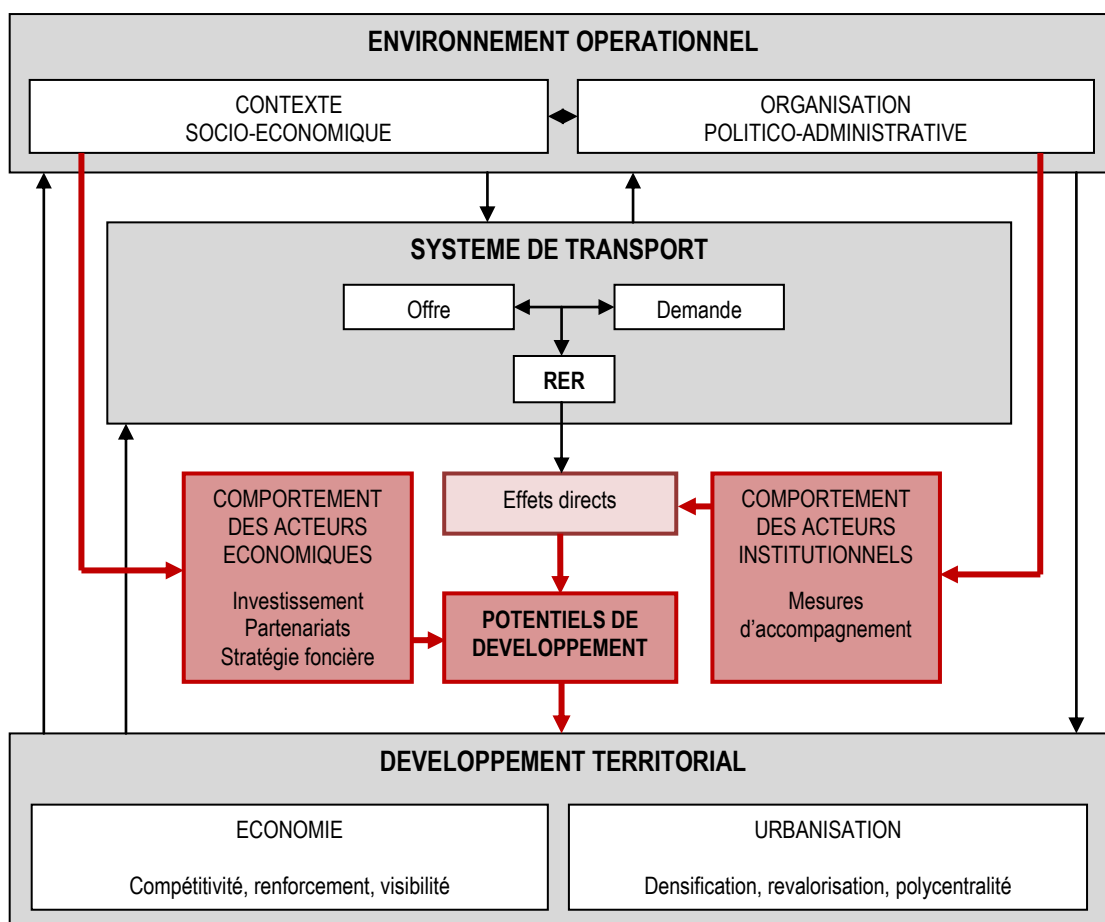 ENVIRONNEMENT OPERATIONNEL
CONTEXTE
SOCIO-ECONOMIQUE
ORGANISATION
POLITICO-ADMINISTRATIVE
SYSTEME DE TRANSPORT
Offre
Demande
RER
COMPORTEMENT
DES ACTEURS
ECONOMIQUES
Investissement
Partenariats
Stratégie foncière
Effets directs
POTENTIELS DE
DEVELOPPEMENT
COMPORTEMENT
DES ACTEURS
INSTITUTIONNELS
Mesures
d'accompagnement
DEVELOPPEMENT TERRITORIAL
ECONOMIE
Compétitivité, renforcement, visibilité
URBANISATION
Densification, revalorisation, polycentralité